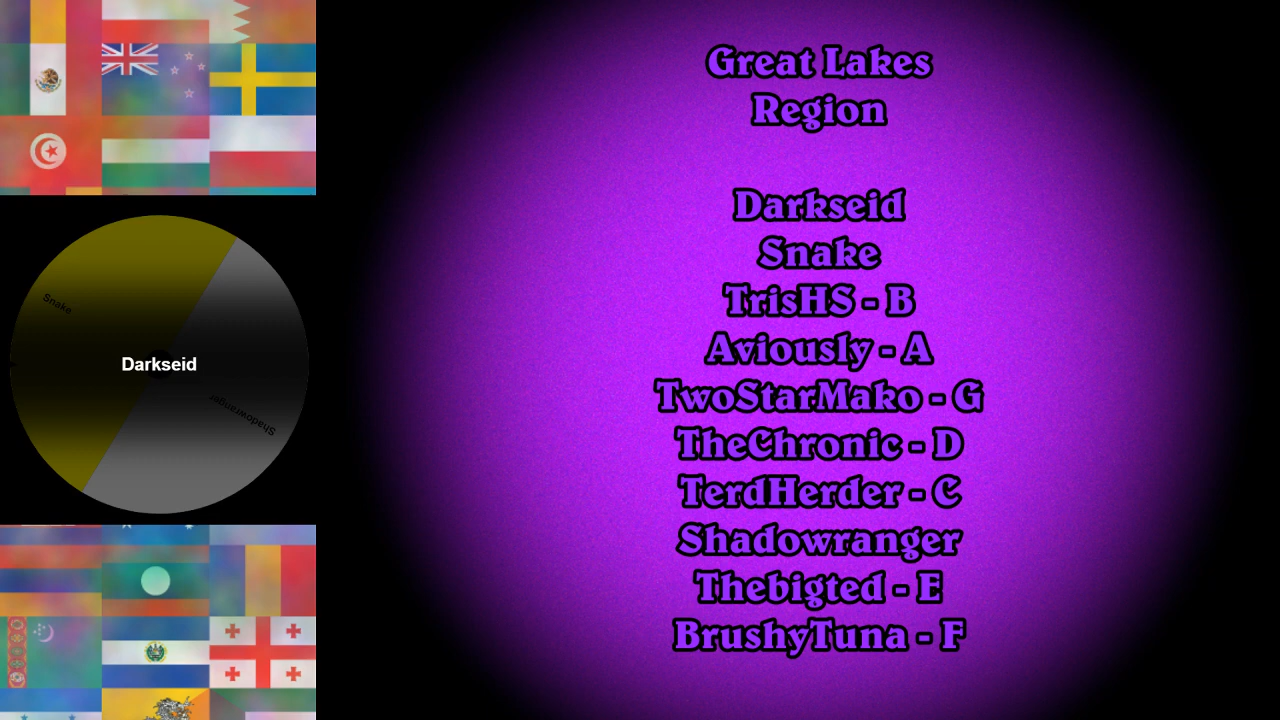 Great Lakes
Region
Darkseid
Snake
TrisHS - B
Aviously - A
TwoStarMako - G
TheChronic - D
TerdHerder - C
Shadowranger
Thebigted - E
BrushyTuna - F
Snake
Darkseid
Shadowranger